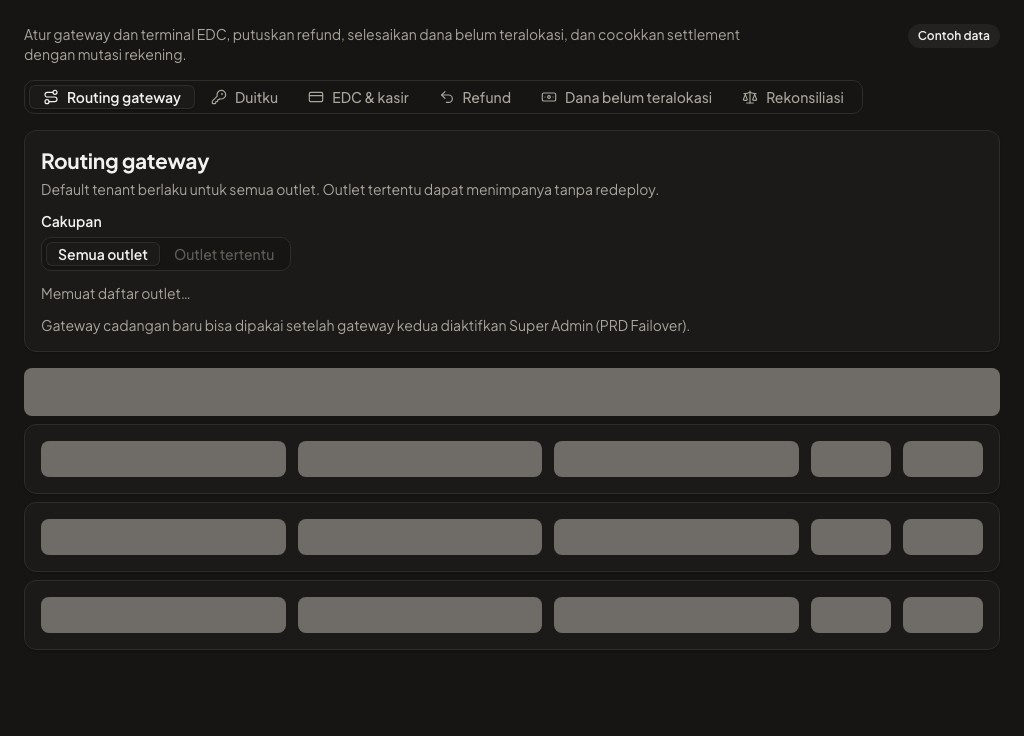 Atur gateway dan terminal EDC, putuskan refund, selesaikan dana belum teralokasi, dan cocokkan settlement
dengan mutasi rekening.
Contoh data
Routing gateway
Duitku
EDC & kasir
Refund
Dana belum teralokasi
Rekonsiliasi
Routing gateway
Default tenant berlaku untuk semua outlet. Outlet tertentu dapat menimpanya tanpa redeploy.
Cakupan
Semua outlet
Outlet tertentu
Memuat daftar outlet…
Gateway cadangan baru bisa dipakai setelah gateway kedua diaktifkan Super Admin (PRD Failover).